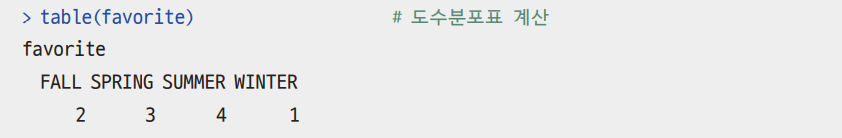 > table(favorite) # 도수분포표 계산
favorite
FALL SPRING SUMMER WINTER
2 3 4 1